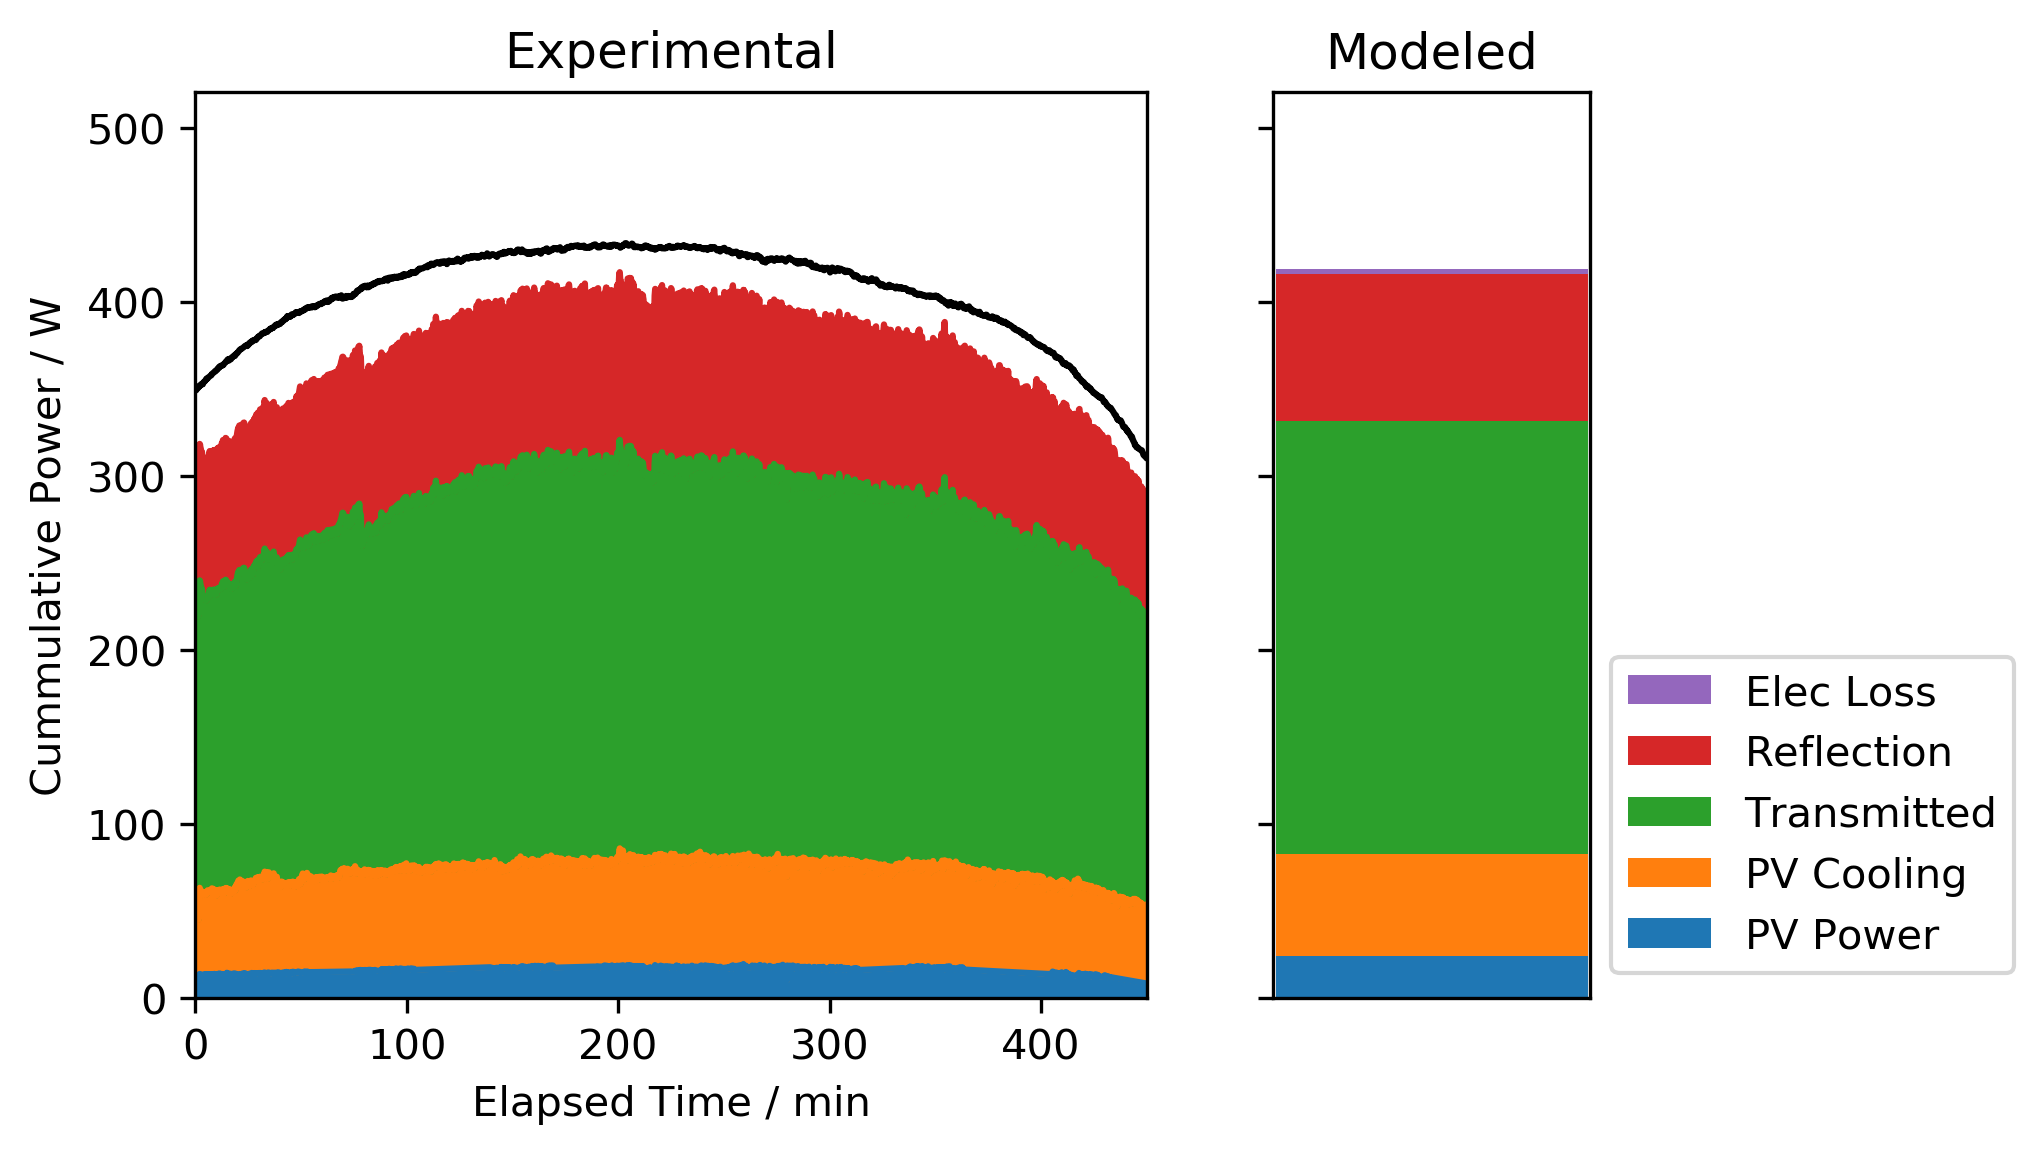 Experimental
Modeled
Cummulative Power / W
500
400
300
200
100
0
0 100 200 300 400
Elapsed Time / min
Elec Loss
Reflection
Transmitted
PV Cooling
PV Power